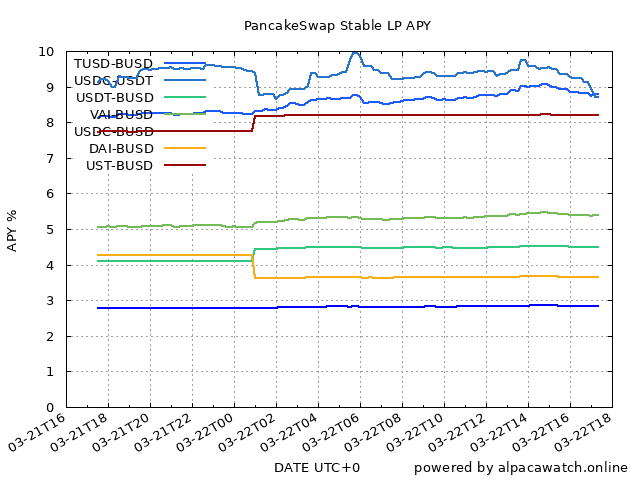 PancakeSwap Stable LP APY
10
9
8
7
6
5
4
3
2
1
0
APY %
TUSD-BUSD
USDC-USDT
USDT-BUSD
VAI-BUSD
USDC-BUSD
DAI-BUSD
UST-BUSD
03-21T16
03-21T18
03-21T20
03-21T22
03-22T00
03-22T02
03-22T04
03-22T06
03-22T08
03-22T10
03-22T12
03-22T14
03-22T16
03-22T18
DATE UTC+0
powered by alpacawatch.online